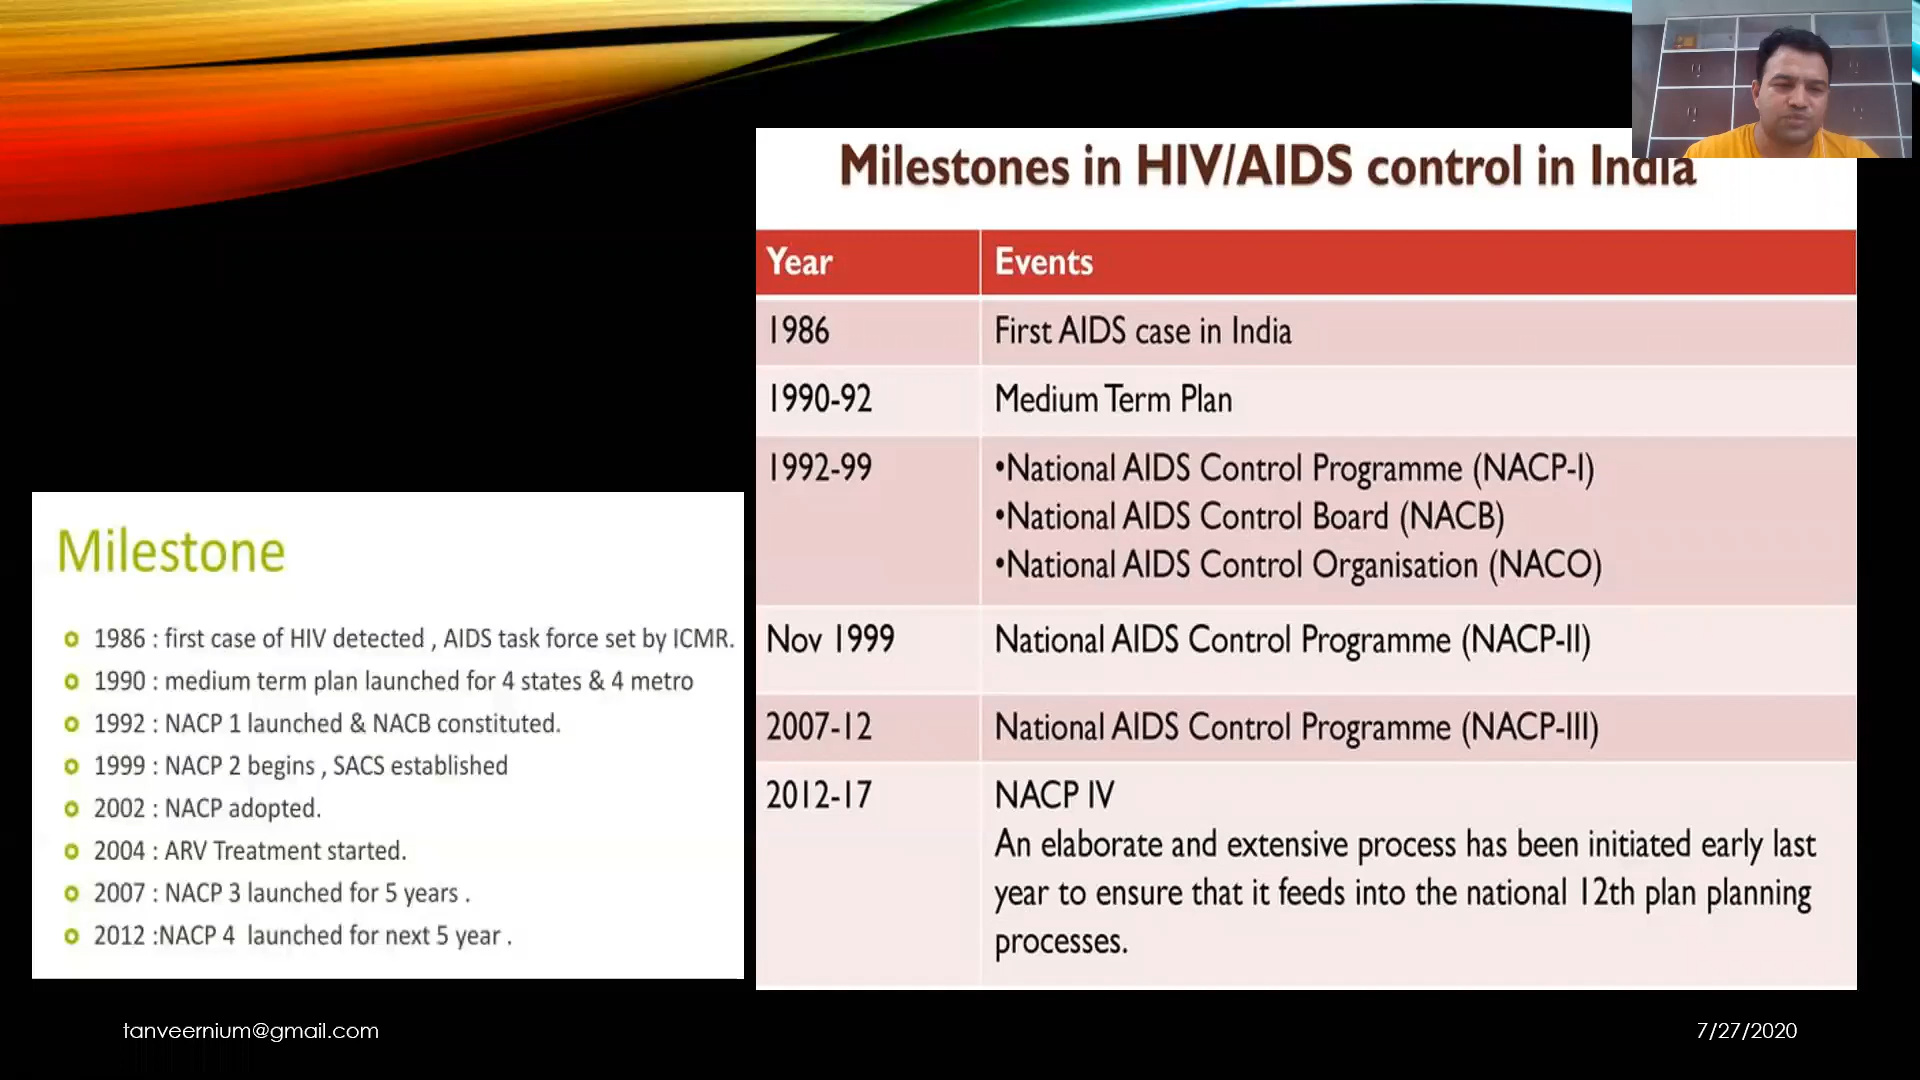 Milestones in HIV/AIDS control in India
Year Events
1986 First AIDS case in India
1990-92 Medium Term Plan
1992-99 •National AIDS Control Programme (NACP-I)
•National AIDS Control Board (NACB)
•National AIDS Control Organisation (NACO)
Nov 1999 National AIDS Control Programme (NACP-II)
2007-12 National AIDS Control Programme (NACP-III)
2012-17 NACP IV
An elaborate and extensive process has been initiated early last
year to ensure that it feeds into the national 12th plan planning
processes.
Milestone
1986 : first case of HIV detected , AIDS task force set by ICMR.
1990 : medium term plan launched for 4 states & 4 metro
1992 : NACP 1 launched & NACB constituted.
1999 : NACP 2 begins , SACS established
2002 : NACP adopted.
2004 : ARV Treatment started.
2007 : NACP 3 launched for 5 years .
2012 :NACP 4 launched for next 5 year .
tanveernium@gmail.com
7/27/2020